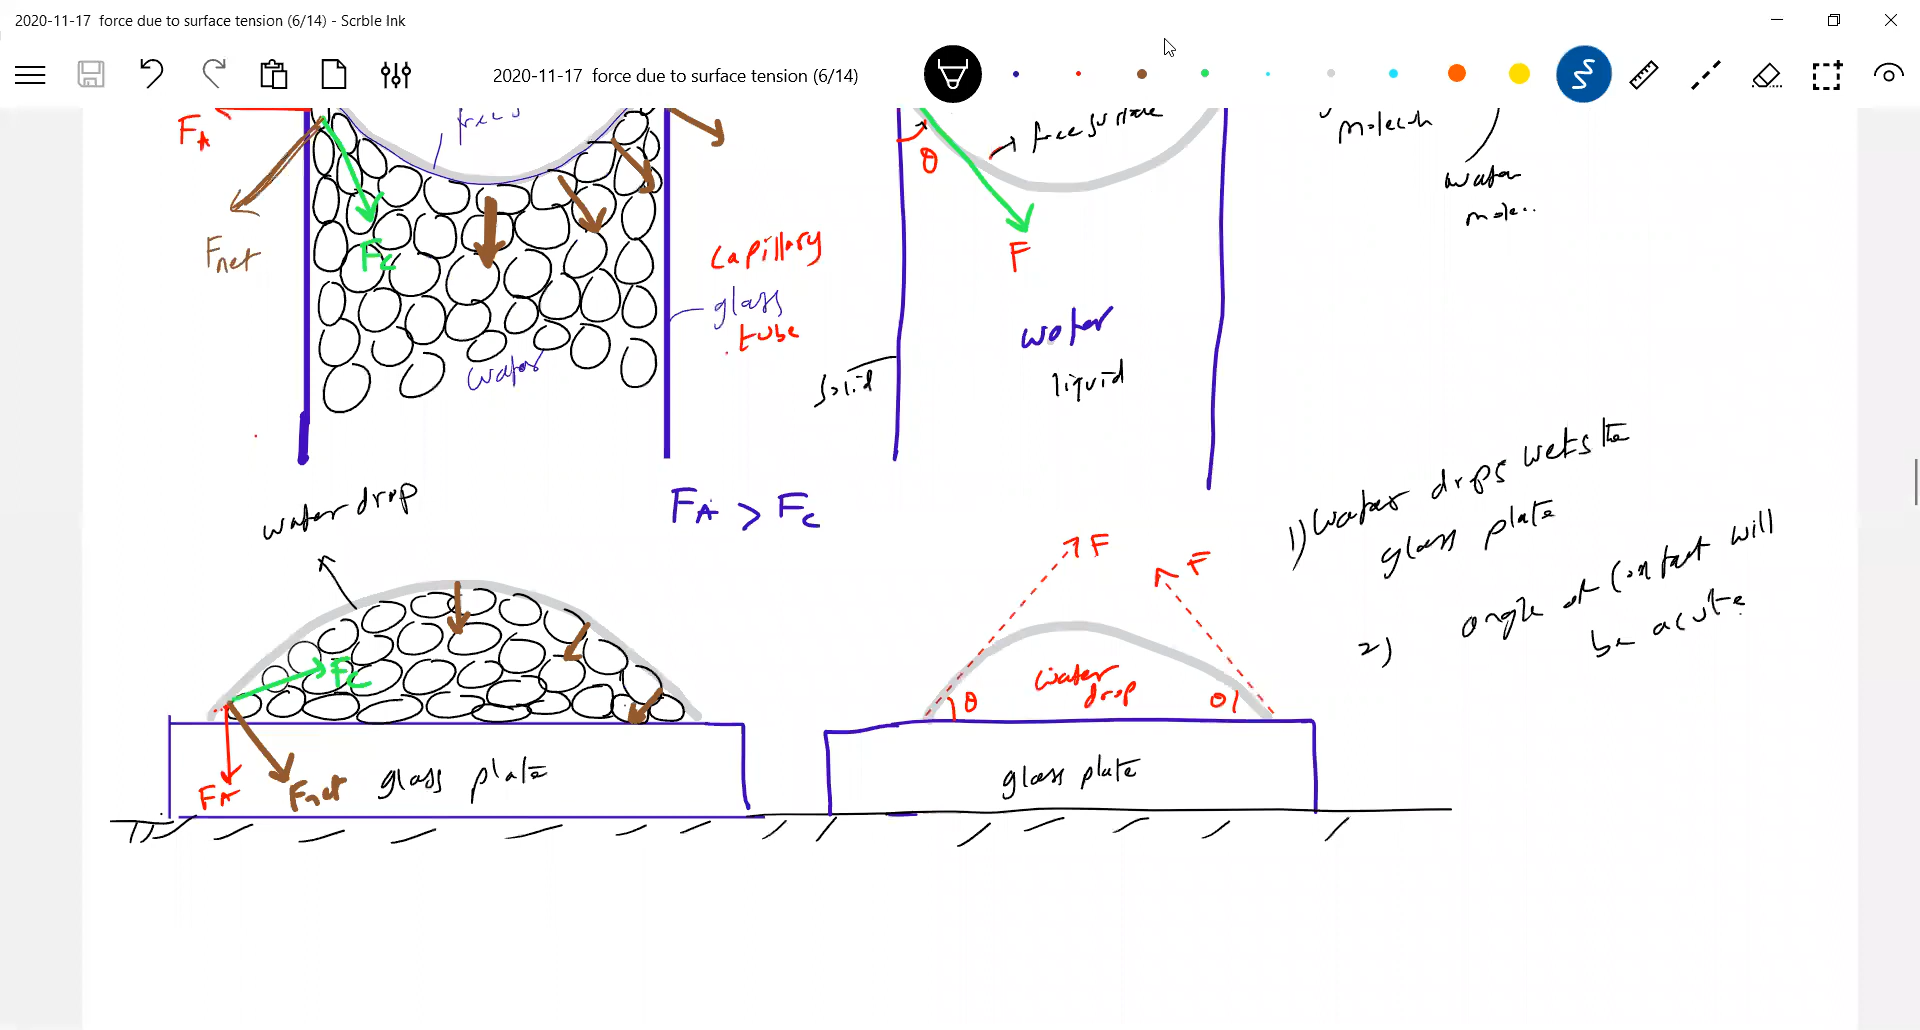 2020-11-17 force due to surface tension (6/14) - Scrble Ink
2020-11-17 force due to surface tension (6/14)
FA
free s
Fnet
Fc
capillary
glass
tube
water
θ
free surface
F
water
liquid
solid
molecule
water
molec..
water drop
FA > Fc
Fc
FA
Fnet
glass plate
F
F
water
drop
θ
θ
glass plate
1) water drops wets the
glass plate
2) angle of contact will
be acute